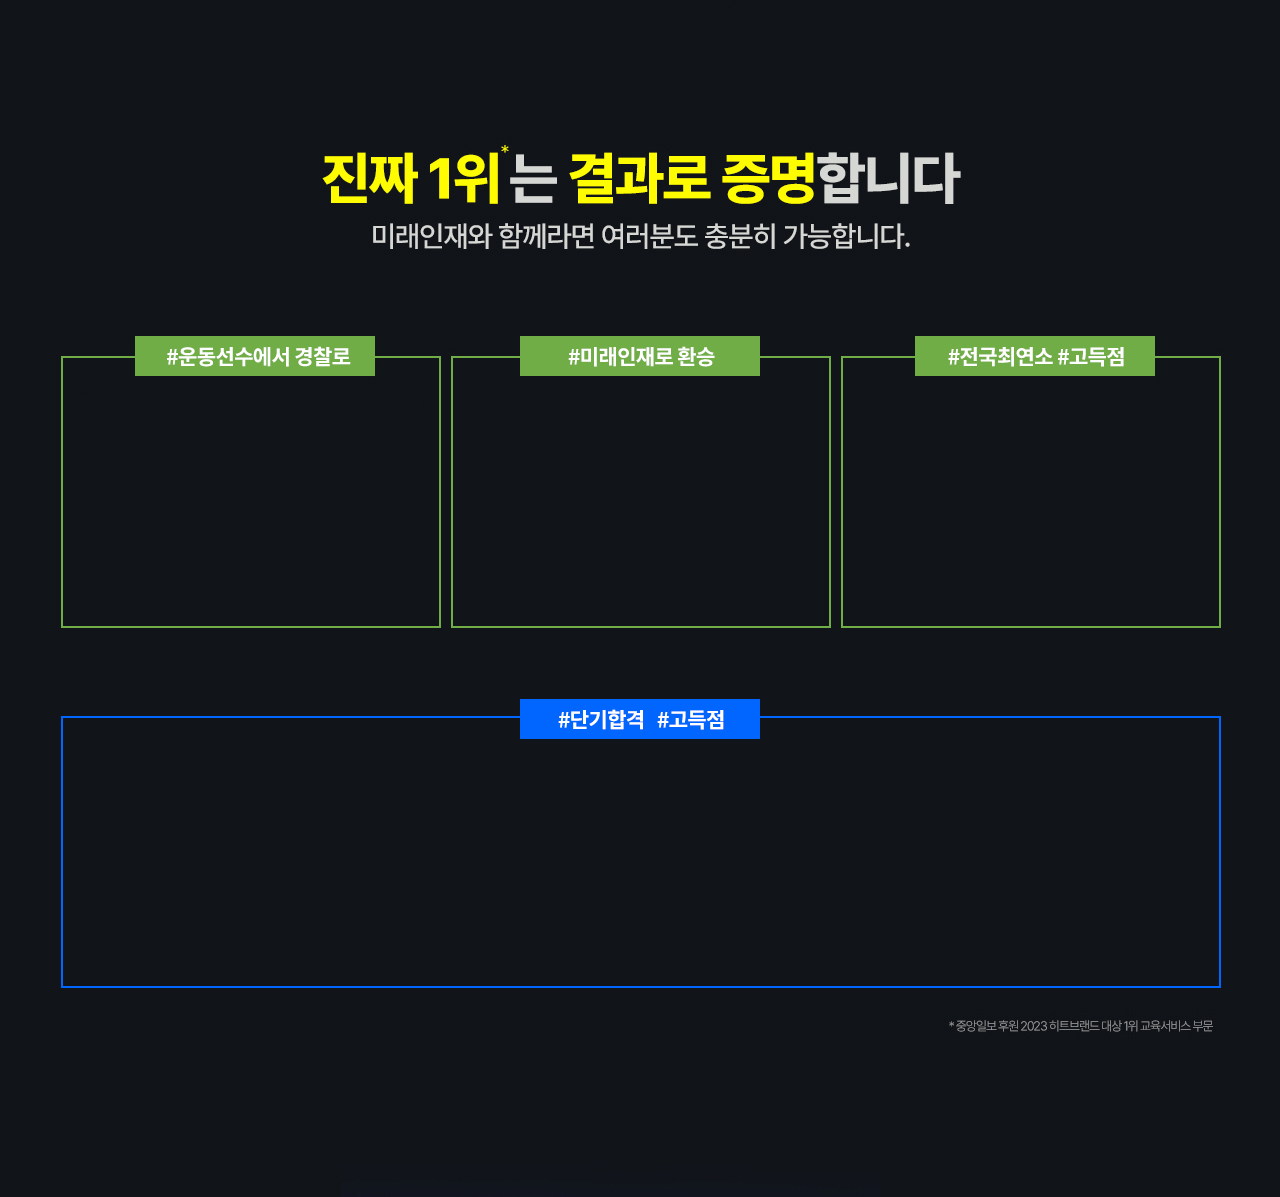 진짜 1위*는 결과로 증명합니다
미래인재와 함께라면 여러분도 충분히 가능합니다.
#운동선수에서 경찰로
#미래인재로 환승
#전국최연소 #고득점
#단기합격 #고득점
* 중앙일보 후원 2023 히트브랜드 대상 1위 교육서비스 부문